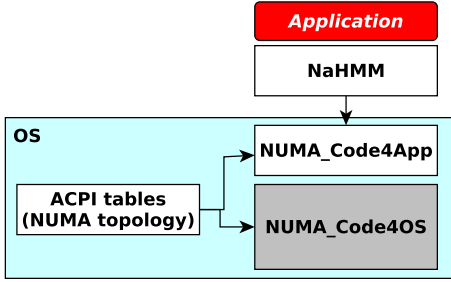 Application
NaHMM
OS
NUMA_Code4App
ACPI tables
(NUMA topology)
NUMA_Code4OS